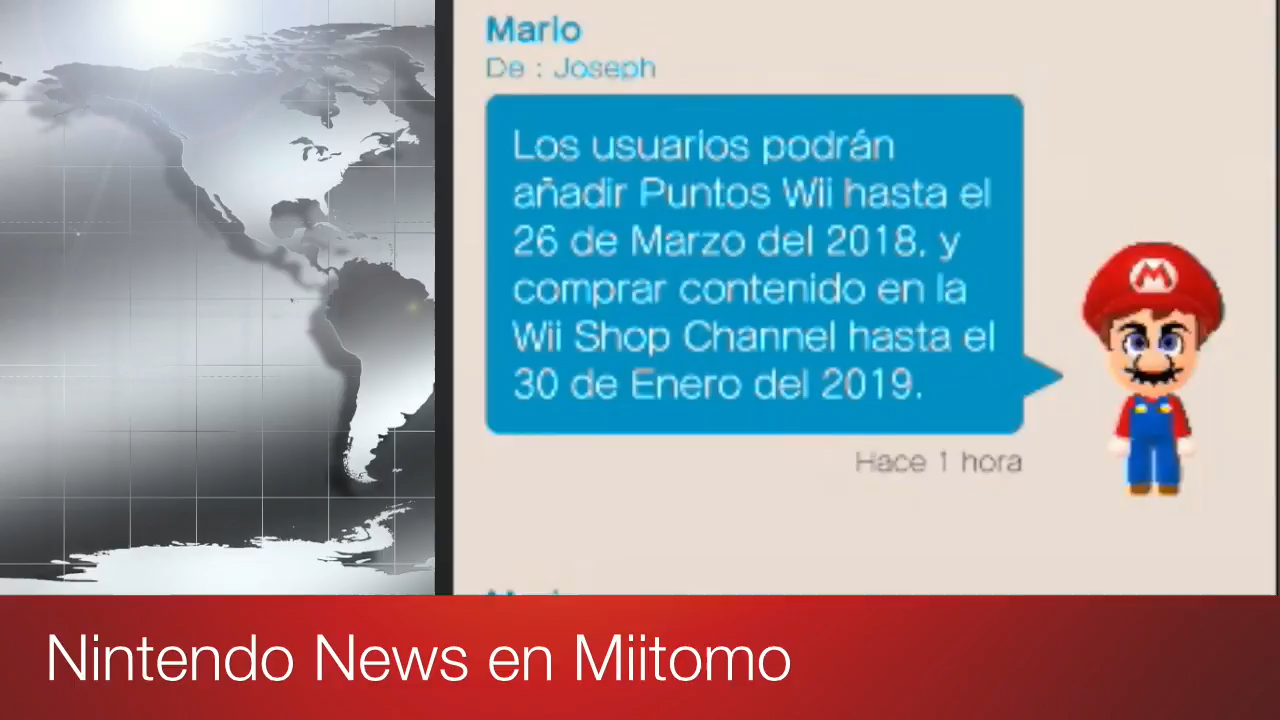 Mario
De : Joseph
Los usuarios podrán
añadir Puntos Wii hasta el
26 de Marzo del 2018, y
comprar contenido en la
Wii Shop Channel hasta el
30 de Enero del 2019.
Hace 1 hora
M
Nintendo News en Miitomo